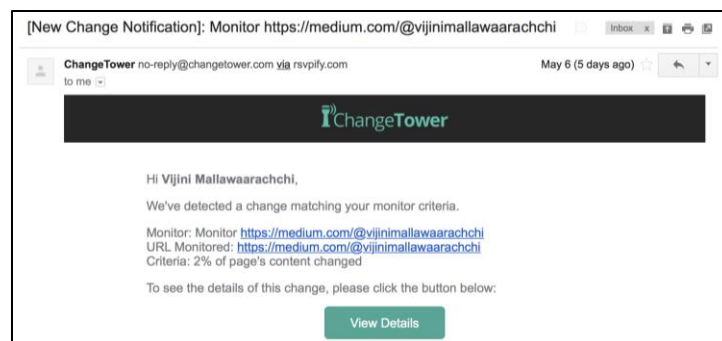 [New Change Notification]: Monitor https://medium.com/@vijinimallawaarachchi
Inbox x
ChangeTower no-reply@changetower.com via rsvpify.com
May 6 (5 days ago)
to me
ChangeTower
Hi Vijini Mallawaarachchi,
We've detected a change matching your monitor criteria.
Monitor: Monitor https://medium.com/@vijinimallawaarachchi
URL Monitored: https://medium.com/@vijinimallawaarachchi
Criteria: 2% of page's content changed
To see the details of this change, please click the button below:
View Details